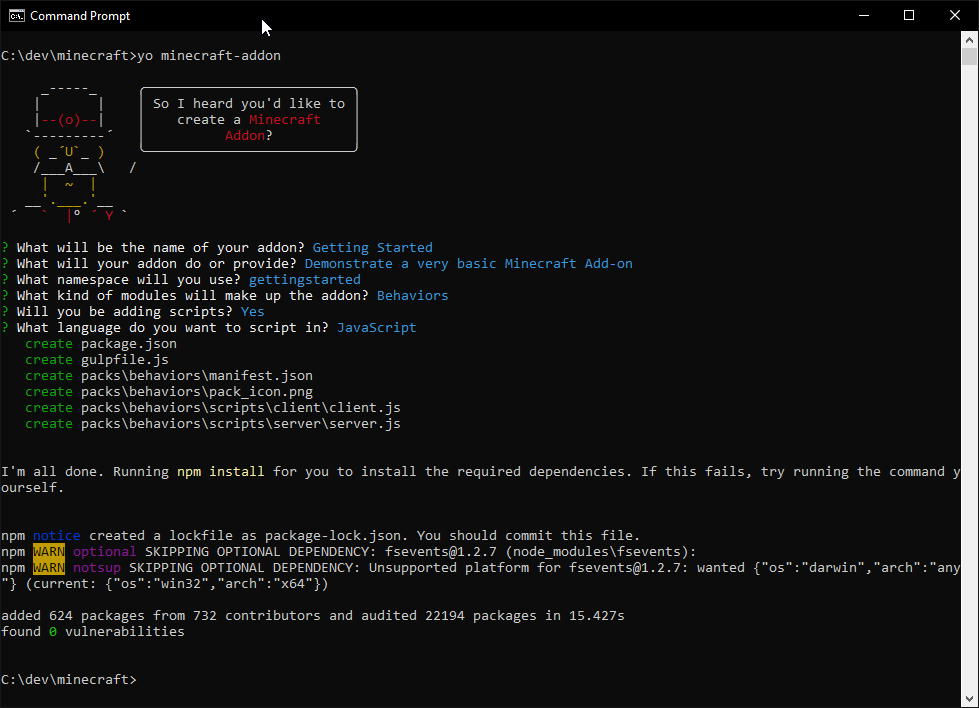 Command Prompt
C:\dev\minecraft>yo minecraft-addon
     _-----_
    |       |
    |--(o)--|
   `---------´
    ( _´U`_ )
    /___A___\   /
     |  ~  |
   __'.___.'__
 ´   `  |° ´ Y `
So I heard you'd like to
create a Minecraft
Addon?
? What will be the name of your addon? Getting Started
? What will your addon do or provide? Demonstrate a very basic Minecraft Add-on
? What namespace will you use? gettingstarted
? What kind of modules will make up the addon? Behaviors
? Will you be adding scripts? Yes
? What language do you want to script in? JavaScript
   create package.json
   create gulpfile.js
   create packs\behaviors\manifest.json
   create packs\behaviors\pack_icon.png
   create packs\behaviors\scripts\client\client.js
   create packs\behaviors\scripts\server\server.js
I'm all done. Running npm install for you to install the required dependencies. If this fails, try running the command y
ourself.
npm notice created a lockfile as package-lock.json. You should commit this file.
npm WARN optional SKIPPING OPTIONAL DEPENDENCY: fsevents@1.2.7 (node_modules\fsevents):
npm WARN notsup SKIPPING OPTIONAL DEPENDENCY: Unsupported platform for fsevents@1.2.7: wanted {"os":"darwin","arch":"any
"} (current: {"os":"win32","arch":"x64"})
added 624 packages from 732 contributors and audited 22194 packages in 15.427s
found 0 vulnerabilities
C:\dev\minecraft>